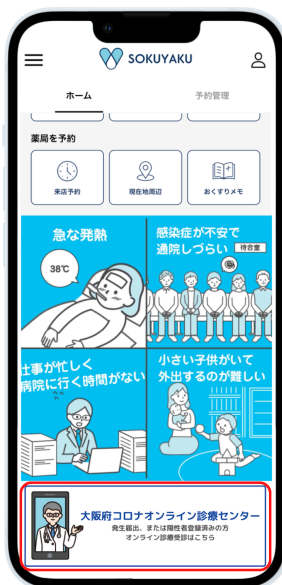 SOKUYAKU
ホーム
予約管理
薬局を予約
来店予約
現在地周辺
おくすりメモ
急な発熱
38℃
感染症が不安で
通院しづらい
待合室
仕事が忙しく
病院に行く時間がない
小さい子供がいて
外出するのが難しい
大阪府コロナオンライン診療センター
発生届出、または陽性者登録済みの方
オンライン診療受診はこちら